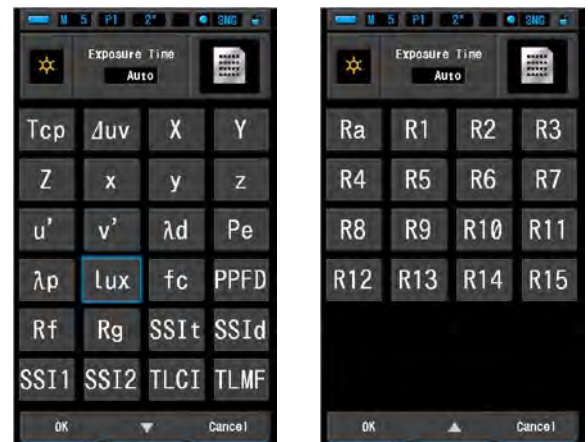 M 5 P1 2° SNG
Exposure Time
Auto
Tcp Δuv X Y
Z x y z
u' v' λd Pe
λp lux fc PPFD
Rf Rg SSIt SSId
SSI1 SSI2 TLCI TLMF
OK ▼ Cancel
M 5 P1 2° SNG
Exposure Time
Auto
Ra R1 R2 R3
R4 R5 R6 R7
R8 R9 R10 R11
R12 R13 R14 R15
OK ▲ Cancel